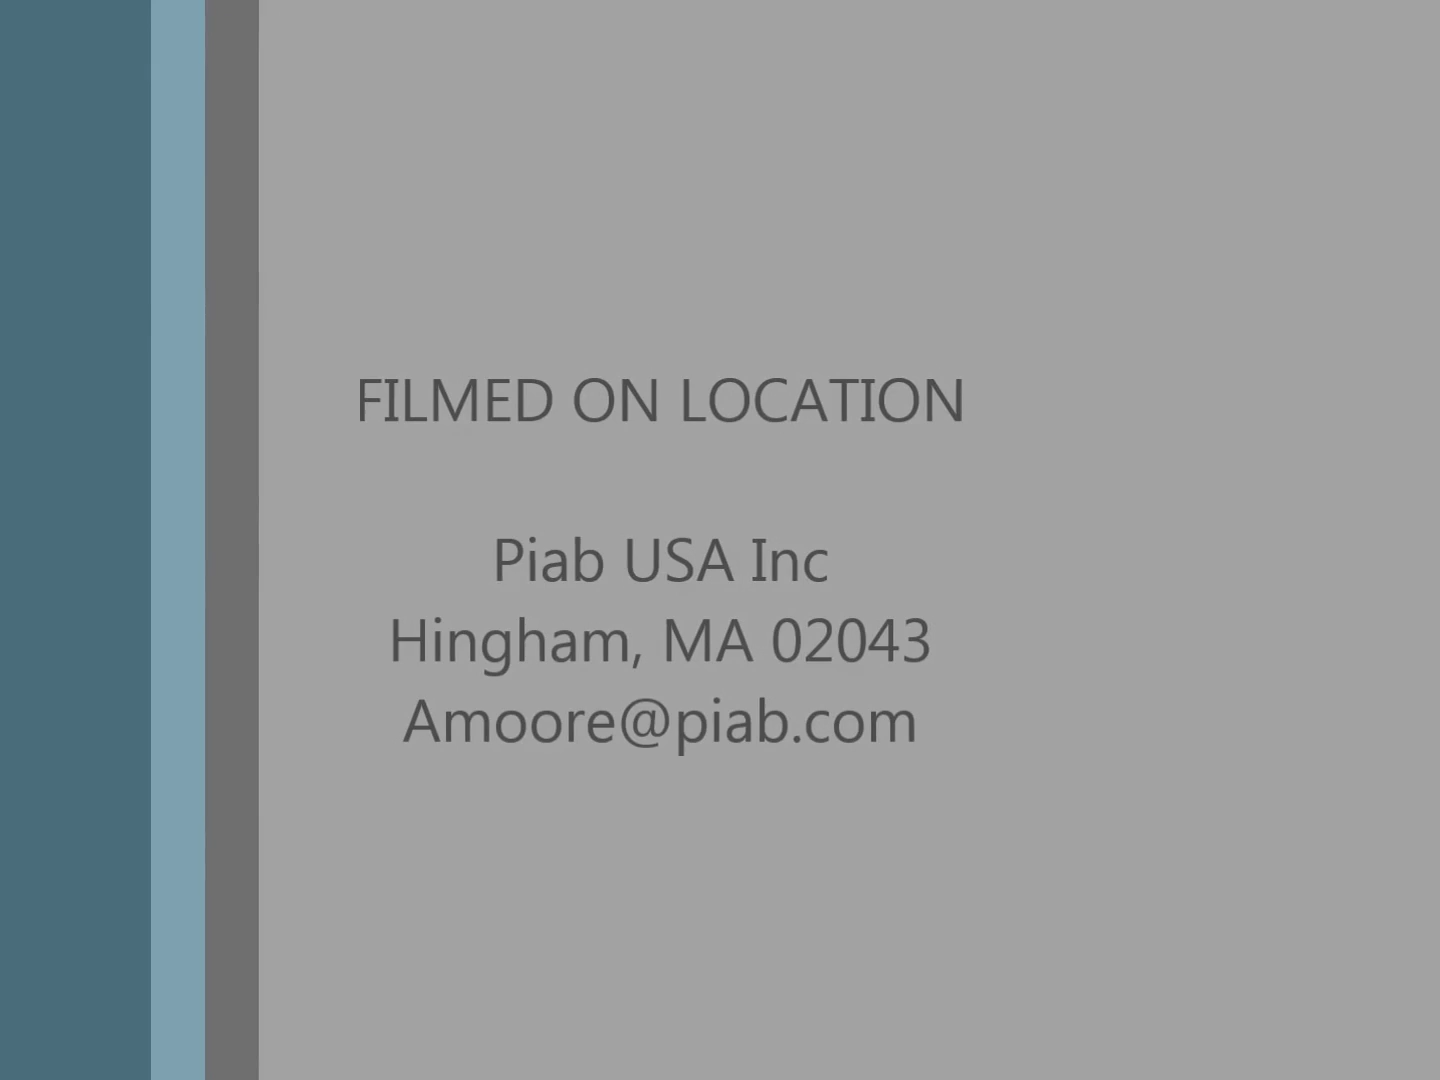 FILMED ON LOCATION
Piab USA Inc
Hingham, MA 02043
Amoore@piab.com